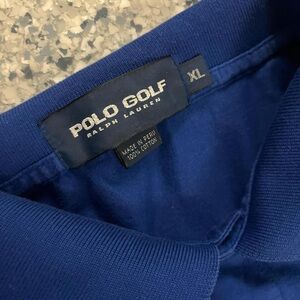 POLO GOLF
RALPH LAUREN
XL
MADE IN PERU
100% COTTON